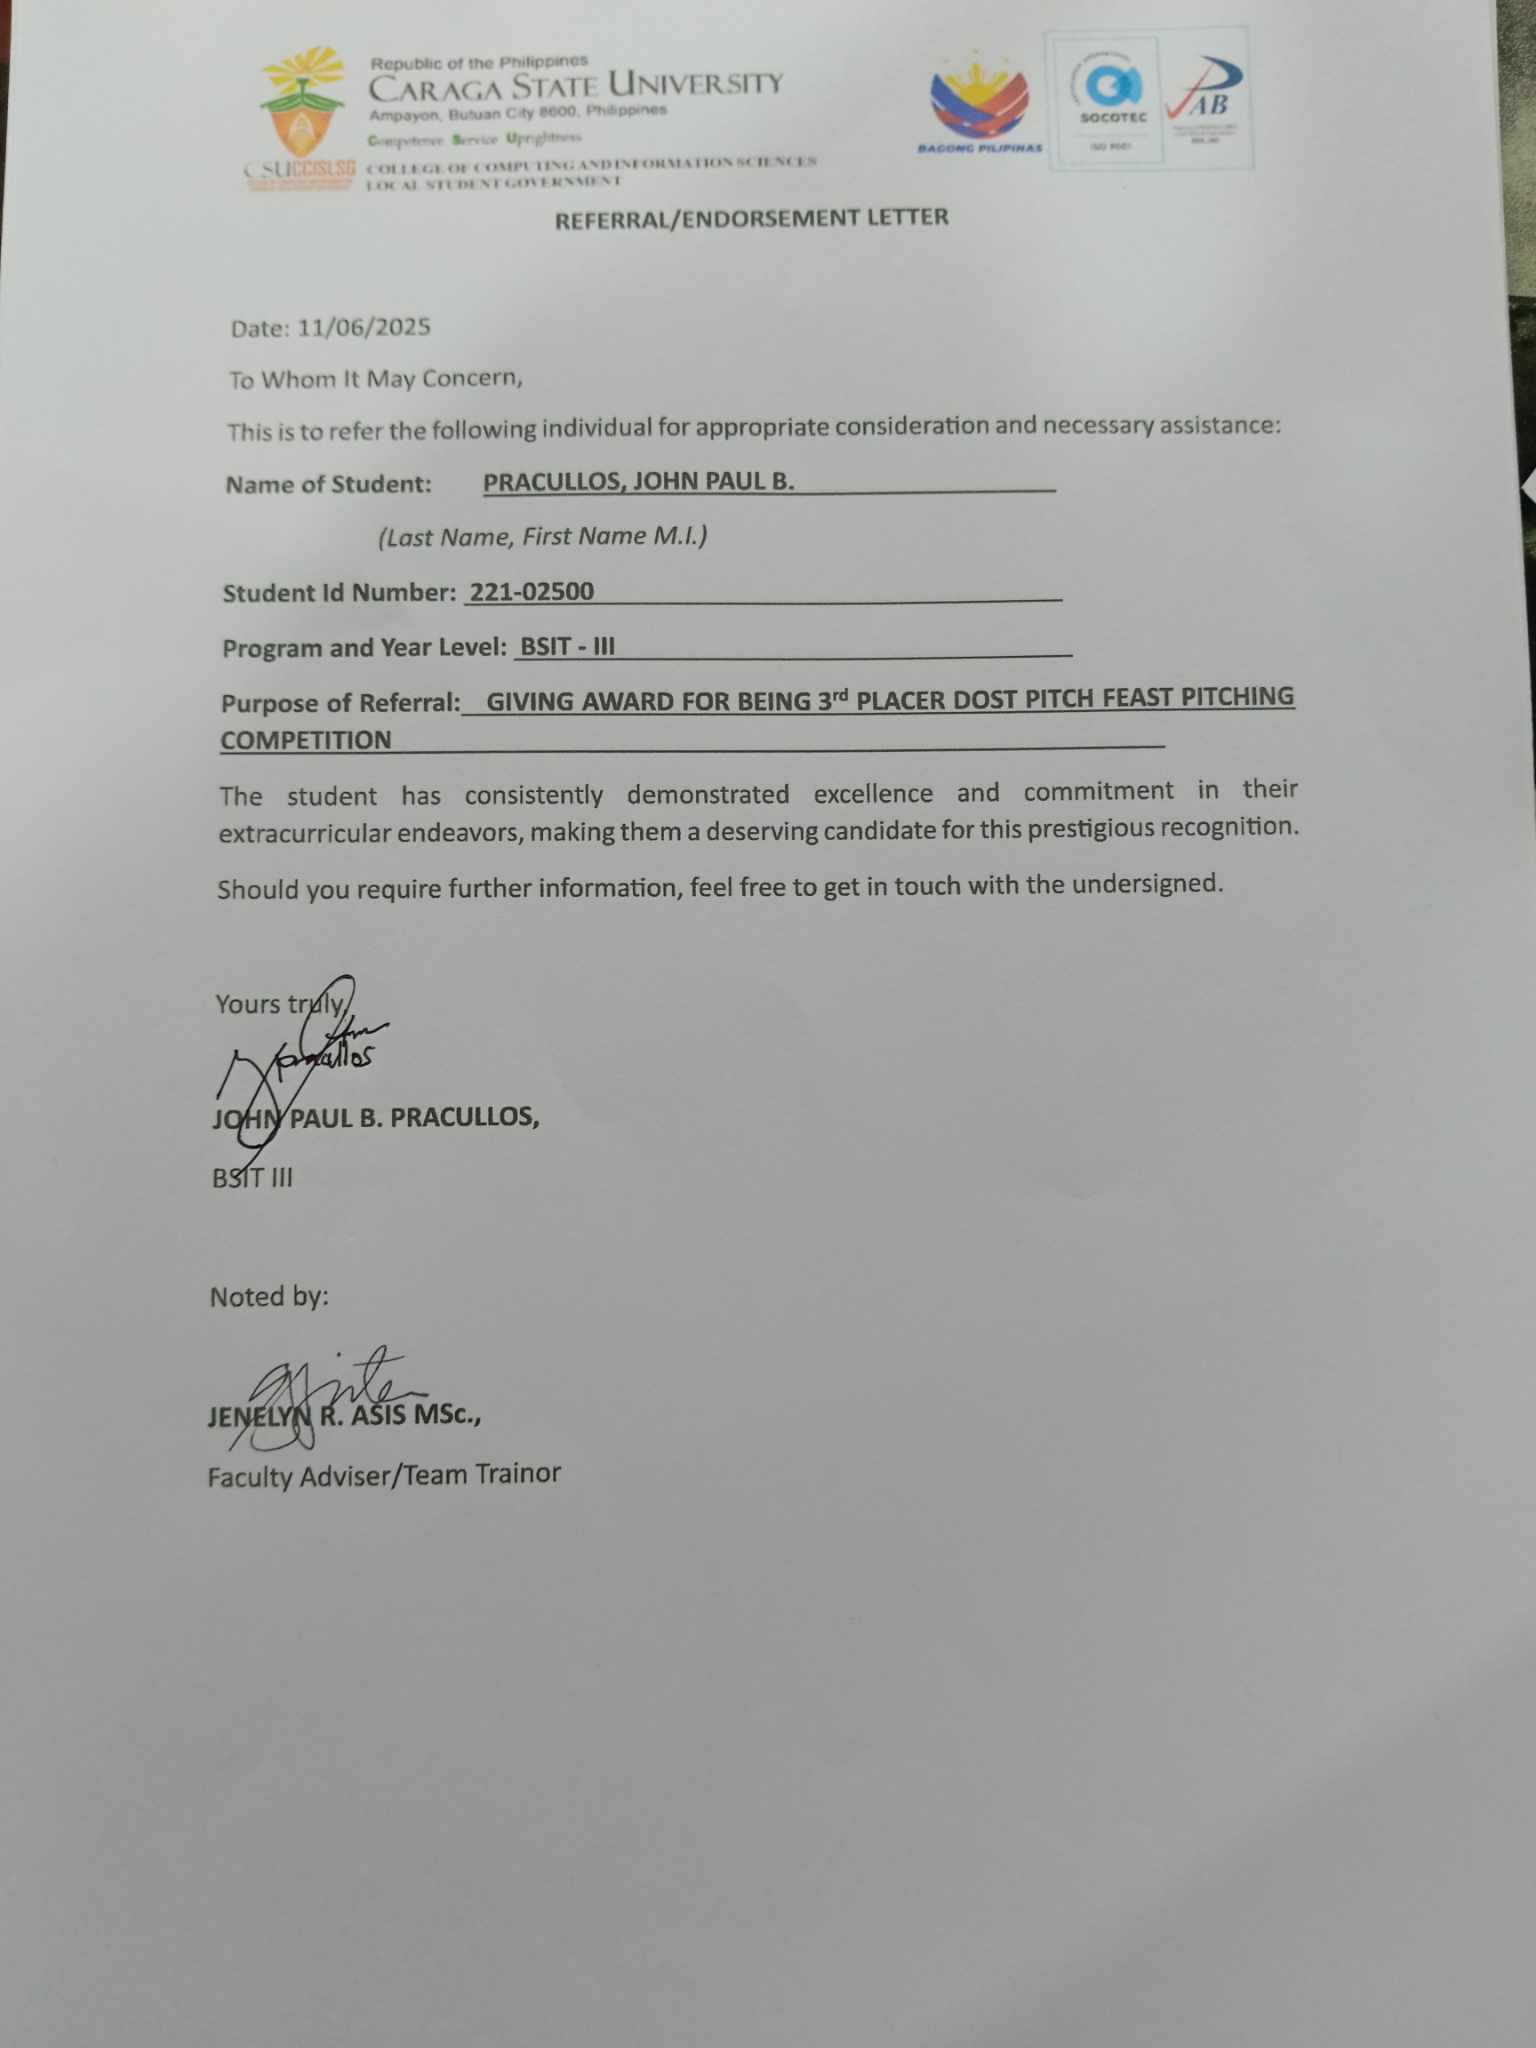 Republic of the Philippines
CARAGA STATE UNIVERSITY
Ampayon, Butuan City 8600, Philippines
Competence Service Uprightness
CSUCCISLSG
COLLEGE OF COMPUTING AND INFORMATION SCIENCES
LOCAL STUDENT GOVERNMENT
BAGONG PILIPINAS
SOCOTEC
ISO 9001
PAB
REFERRAL/ENDORSEMENT LETTER
Date: 11/06/2025
To Whom It May Concern,
This is to refer the following individual for appropriate consideration and necessary assistance:
Name of Student: PRACULLOS, JOHN PAUL B.
(Last Name, First Name M.I.)
Student Id Number: 221-02500
Program and Year Level: BSIT - III
Purpose of Referral: GIVING AWARD FOR BEING 3rd PLACER DOST PITCH FEAST PITCHING
COMPETITION
The student has consistently demonstrated excellence and commitment in their
extracurricular endeavors, making them a deserving candidate for this prestigious recognition.
Should you require further information, feel free to get in touch with the undersigned.
Yours truly,
pracullos
JOHN PAUL B. PRACULLOS,
BSIT III
Noted by:
JENELYN R. ASIS MSc.,
Faculty Adviser/Team Trainor